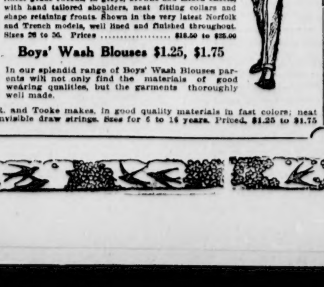 with hand tailored shoulders, neat fitting collars and
shape retaining fronts. Shown in the very latest Norfolk
and Trench models, well lined and finished throughout.
Sizes 26 to 36. Prices .................. $18.50 to $25.00
Boys' Wash Blouses $1.25, $1.75
In our splendid range of Boys' Wash Blouses par-
ents will not only find the materials of good
wearing qualities, but the garments thoroughly
well made.
and Tooke makes. In good quality materials in fast colors; neat
nvisible draw strings. Sizes for 6 to 14 years. Priced, $1.25 to $1.75